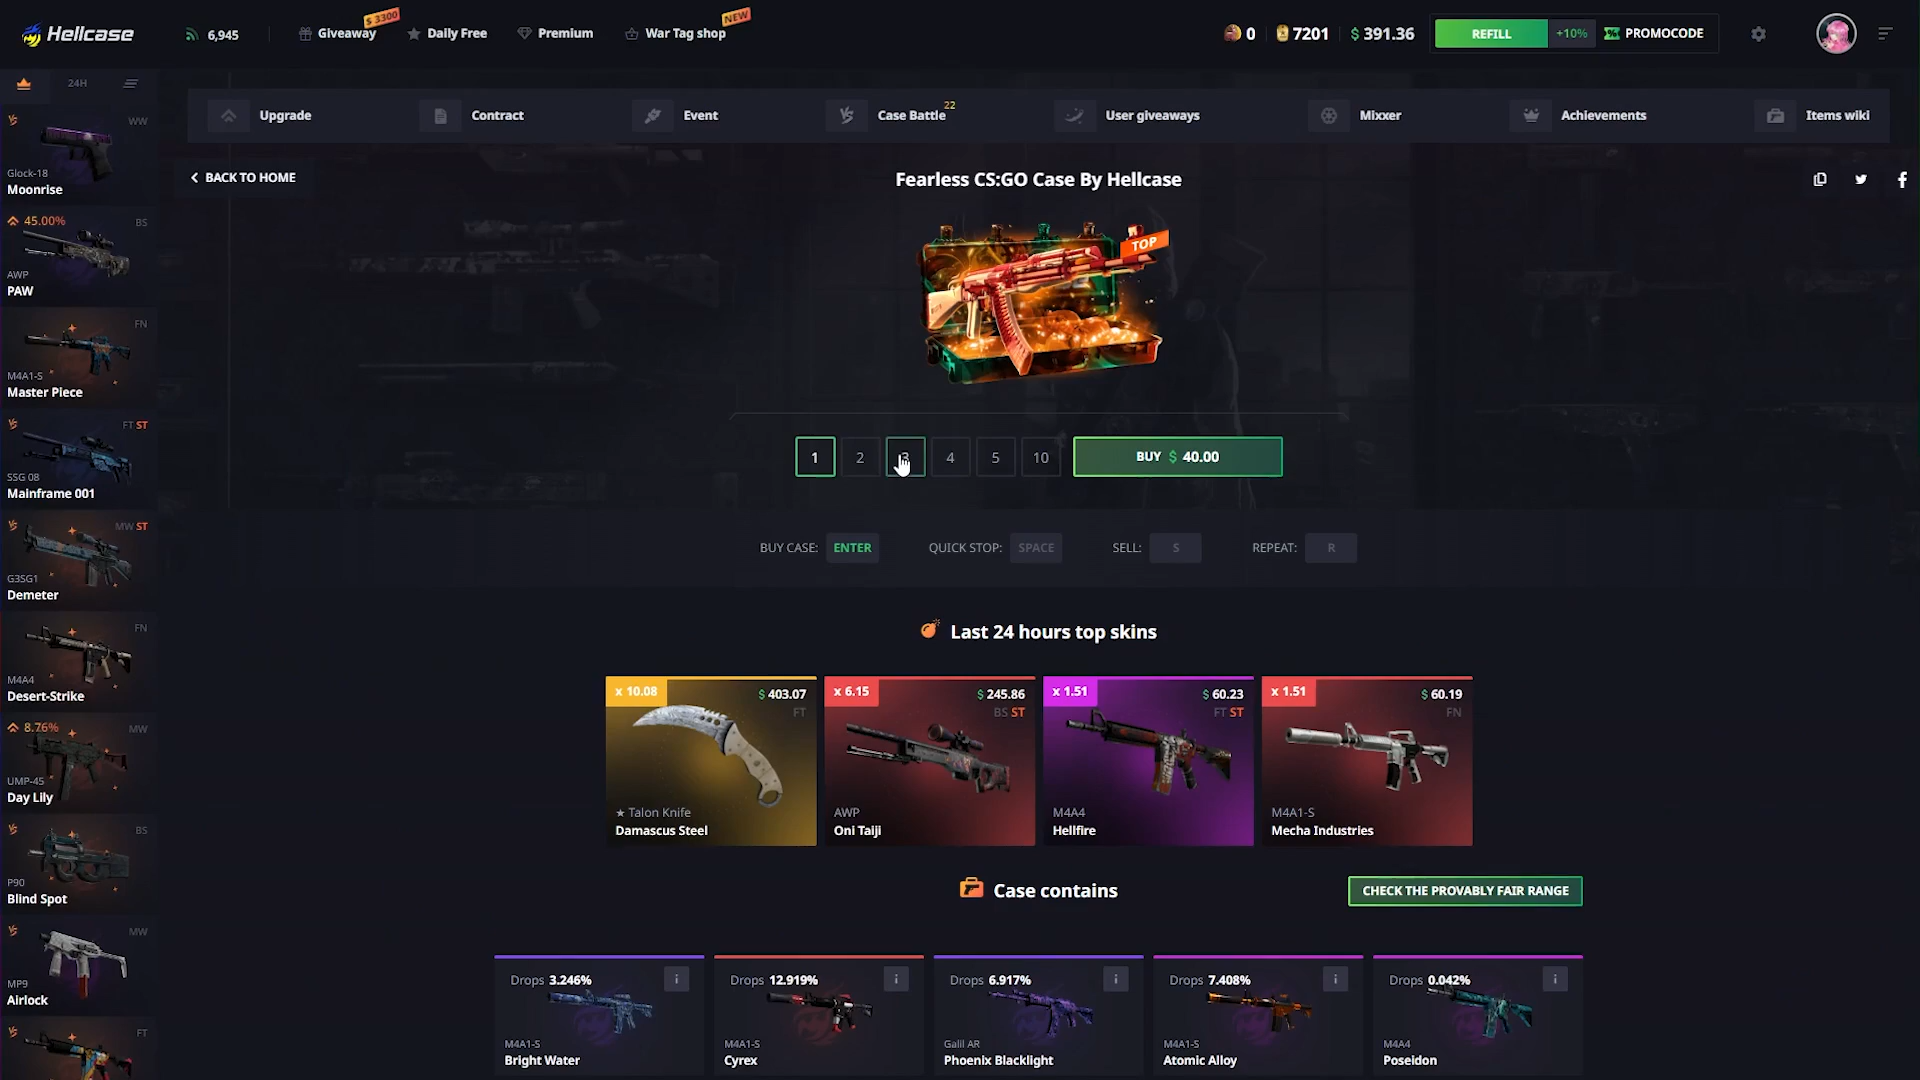 Hellcase
6,945
Giveaway
$ 3300
Daily Free
Premium
War Tag shop
NEW
0
7201
$ 391.36
REFILL
+10%
PROMOCODE
24H
Upgrade
Contract
Event
Case Battle
22
User giveaways
Mixxer
Achievements
Items wiki
BACK TO HOME
Fearless CS:GO Case By Hellcase
TOP
1
2
3
4
5
10
BUY $ 40.00
BUY CASE: ENTER
QUICK STOP: SPACE
SELL: S
REPEAT: R
WW
Glock-18
Moonrise
45.00%
BS
AWP
PAW
FN
M4A1-S
Master Piece
FT ST
SSG 08
Mainframe 001
MW ST
G3SG1
Demeter
FN
M4A4
Desert-Strike
8.76%
MW
UMP-45
Day Lily
BS
P90
Blind Spot
MW
MP9
Airlock
FT
Last 24 hours top skins
x 10.08
$ 403.07
FT
★ Talon Knife
Damascus Steel
x 6.15
$ 245.86
BS ST
AWP
Oni Taiji
x 1.51
$ 60.23
FT ST
M4A4
Hellfire
x 1.51
$ 60.19
FN
M4A1-S
Mecha Industries
Case contains
CHECK THE PROVABLY FAIR RANGE
Drops 3.246%
i
M4A1-S
Bright Water
Drops 12.919%
i
M4A1-S
Cyrex
Drops 6.917%
i
Galil AR
Phoenix Blacklight
Drops 7.408%
i
M4A1-S
Atomic Alloy
Drops 0.042%
i
M4A4
Poseidon